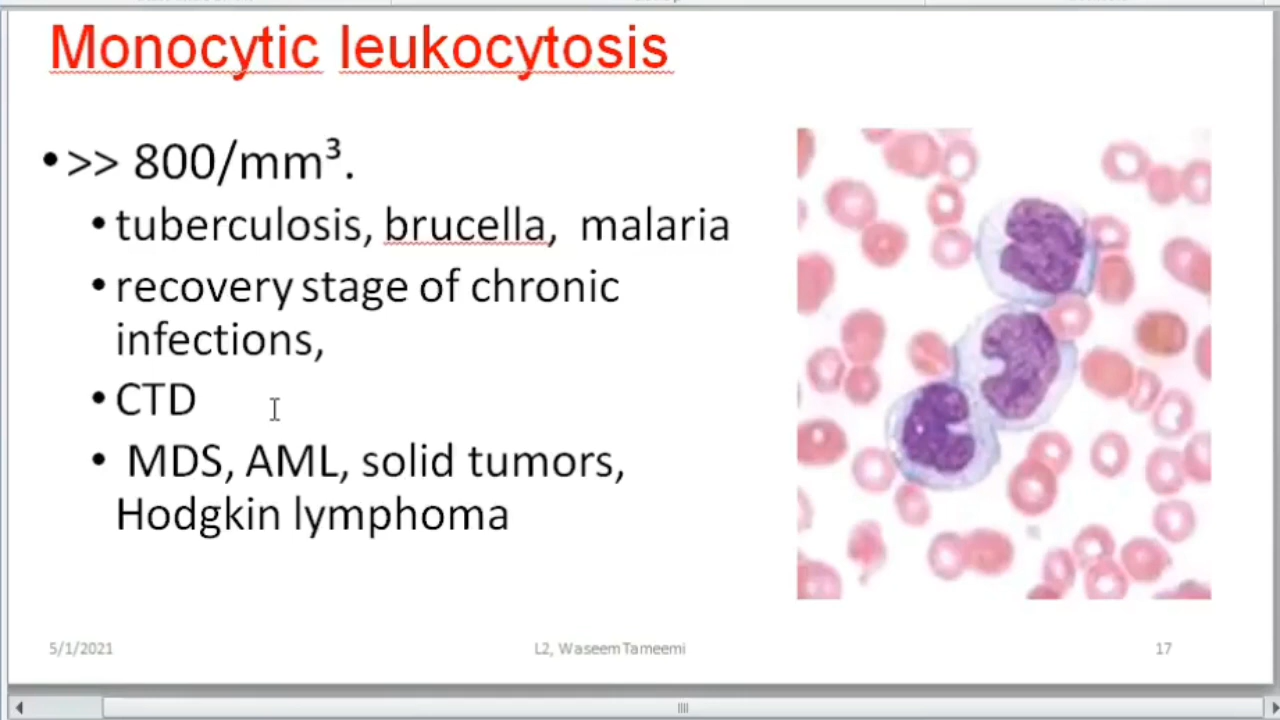 Monocytic leukocytosis
• >> 800/mm³.
• tuberculosis, brucella, malaria
• recovery stage of chronic
infections,
• CTD
• MDS, AML, solid tumors,
Hodgkin lymphoma
5/1/2021
L2, Waseem Tameemi
17